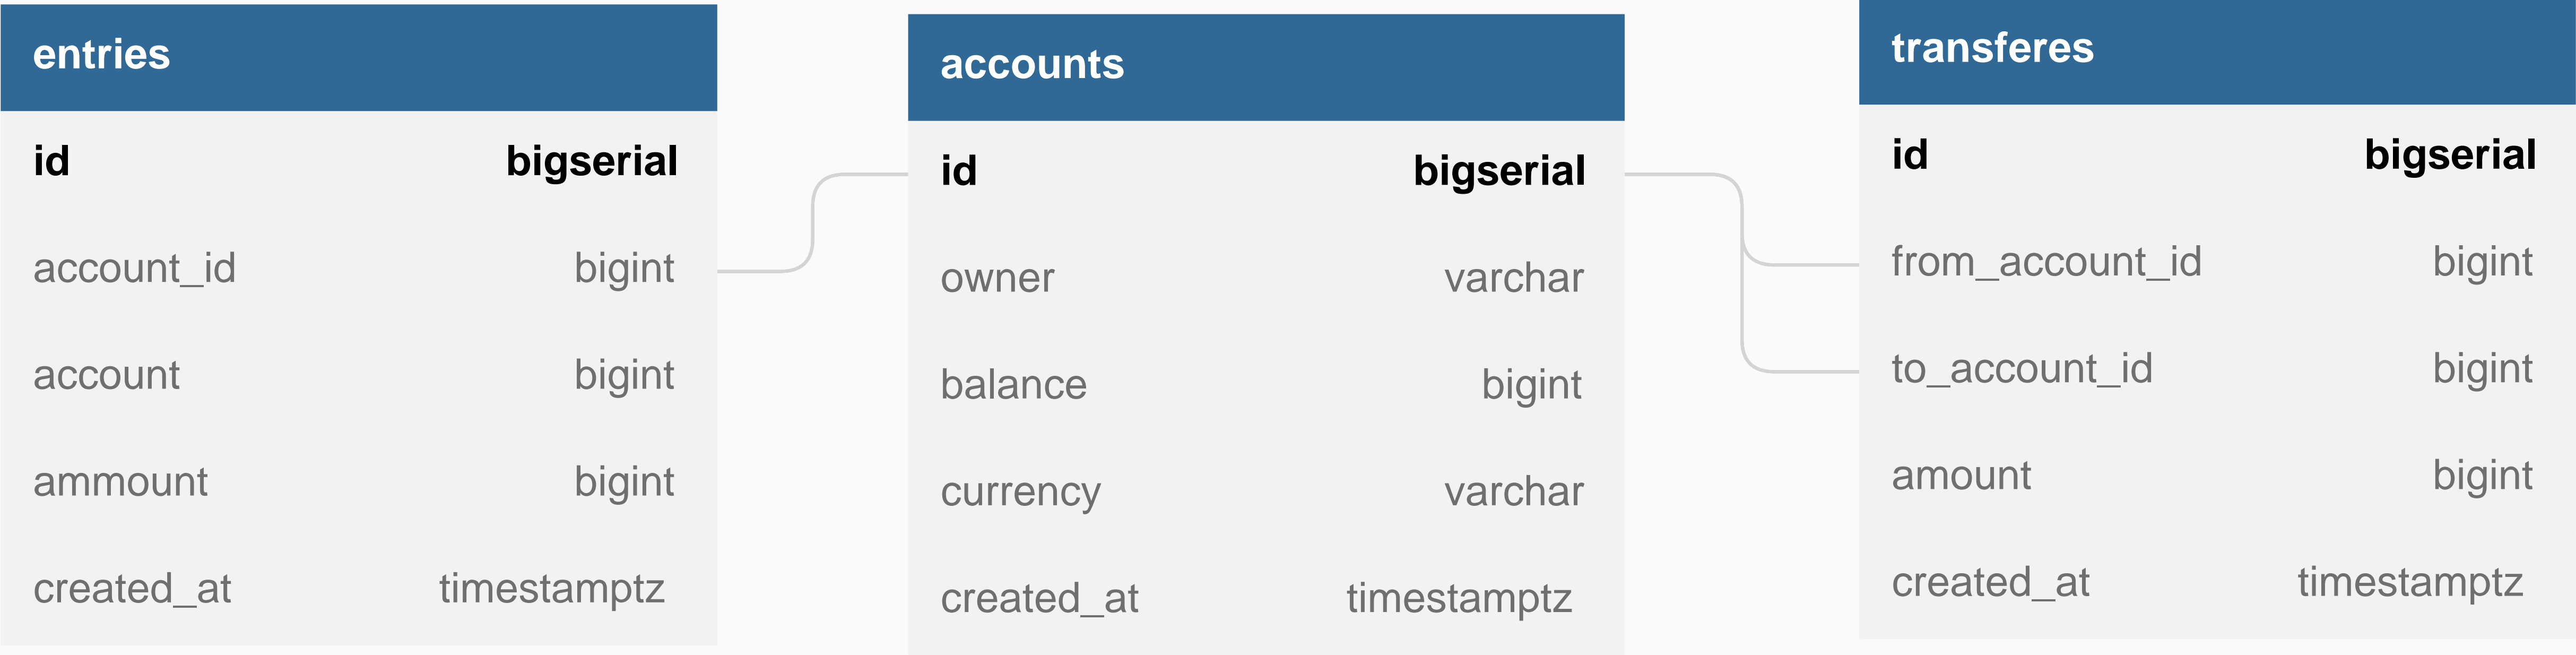 entries
id bigserial
account_id bigint
account bigint
ammount bigint
created_at timestamptz
accounts
id bigserial
owner varchar
balance bigint
currency varchar
created_at timestamptz
transferes
id bigserial
from_account_id bigint
to_account_id bigint
amount bigint
created_at timestamptz